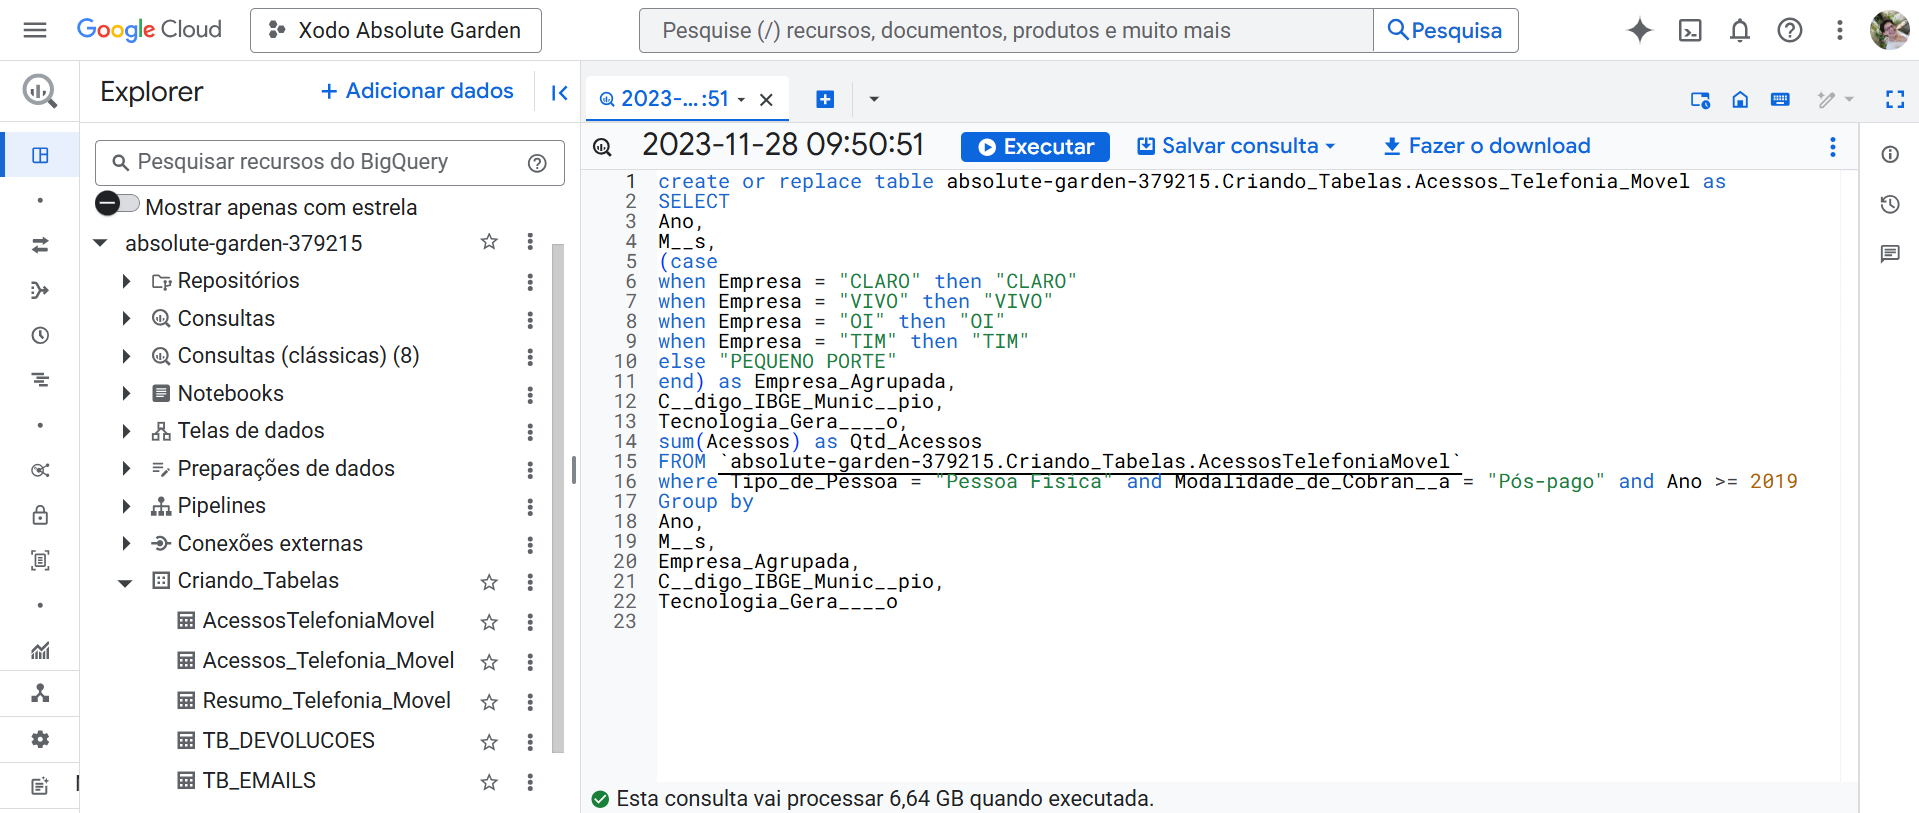 Google Cloud
Xodo Absolute Garden
Pesquise (/) recursos, documentos, produtos e muito mais
Pesquisa
Explorer
+ Adicionar dados
Pesquisar recursos do BigQuery
Mostrar apenas com estrela
absolute-garden-379215
Repositórios
Consultas
Consultas (clássicas) (8)
Notebooks
Telas de dados
Preparações de dados
Pipelines
Conexões externas
Criando_Tabelas
AcessosTelefoniaMovel
Acessos_Telefonia_Movel
Resumo_Telefonia_Movel
TB_DEVOLUCOES
TB_EMAILS
2023-...:51
2023-11-28 09:50:51
Executar
Salvar consulta
Fazer o download
1 create or replace table absolute-garden-379215.Criando_Tabelas.Acessos_Telefonia_Movel as
2 SELECT
3 Ano,
4 M__s,
5 (case
6 when Empresa = "CLARO" then "CLARO"
7 when Empresa = "VIVO" then "VIVO"
8 when Empresa = "OI" then "OI"
9 when Empresa = "TIM" then "TIM"
10 else "PEQUENO PORTE"
11 end) as Empresa_Agrupada,
12 C__digo_IBGE_Munic__pio,
13 Tecnologia_Gera____o,
14 sum(Acessos) as Qtd_Acessos
15 FROM `absolute-garden-379215.Criando_Tabelas.AcessosTelefoniaMovel`
16 where Tipo_de_Pessoa = "Pessoa Física" and Modalidade_de_Cobran__a = "Pós-pago" and Ano >= 2019
17 Group by
18 Ano,
19 M__s,
20 Empresa_Agrupada,
21 C__digo_IBGE_Munic__pio,
22 Tecnologia_Gera____o
23
Esta consulta vai processar 6,64 GB quando executada.